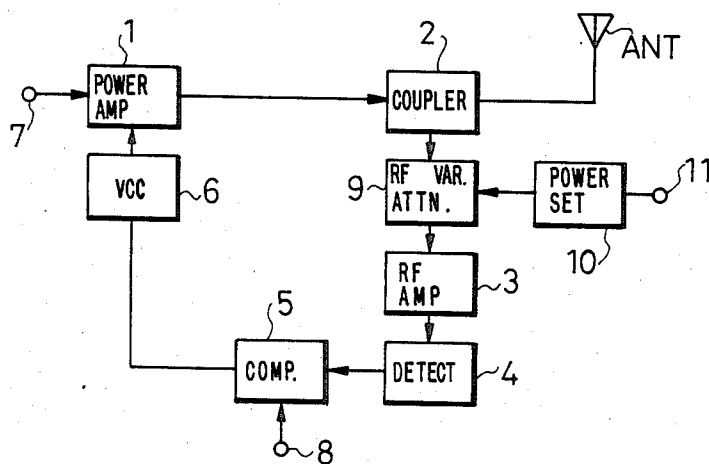 1
2
ANT
POWER
AMP
COUPLER
7
VCC
6
9
RF VAR.
ATTN.
POWER
SET
11
10
RF
AMP
3
5
COMP.
DETECT
4
8